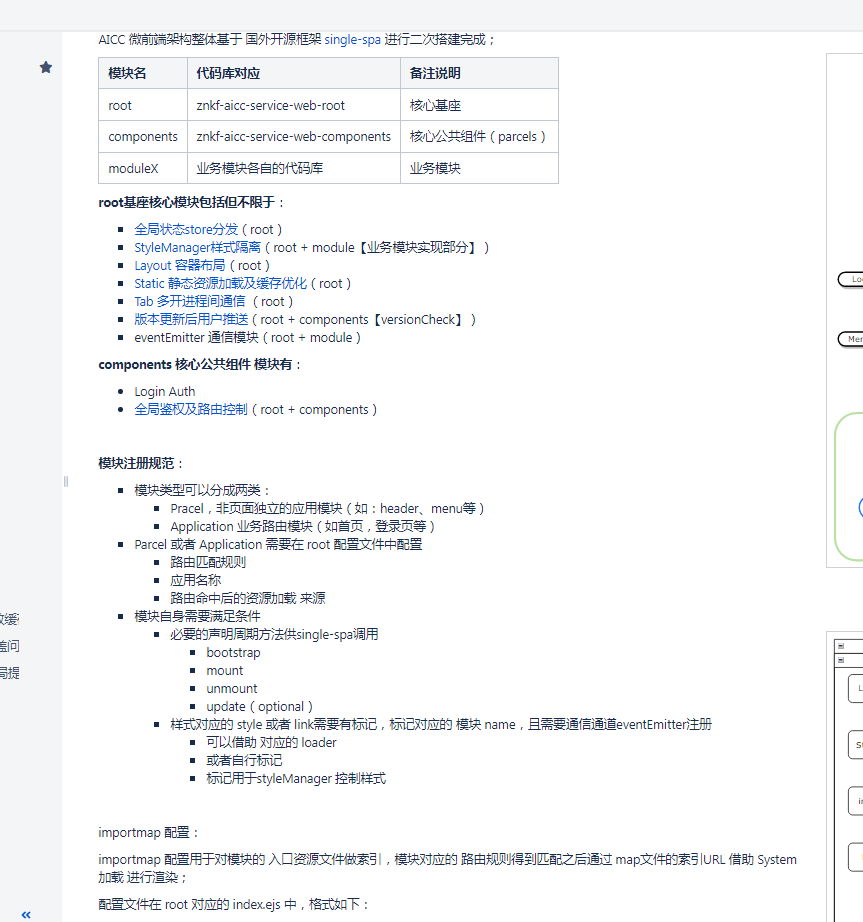 AICC 微前端架构整体基于 国外开源框架 single-spa 进行二次搭建完成；
模块名 代码库对应 备注说明
root znkf-aicc-service-web-root 核心基座
components znkf-aicc-service-web-components 核心公共组件（parcels）
moduleX 业务模块各自的代码库 业务模块
root基座核心模块包括但不限于：
全局状态store分发（root）
StyleManager样式隔离（root + module【业务模块实现部分】）
Layout 容器布局（root）
Static 静态资源加载及缓存优化（root）
Tab 多开进程间通信 （root）
版本更新后用户推送（root + components【versionCheck】）
eventEmitter 通信模块（root + module）
components 核心公共组件 模块有：
Login Auth
全局鉴权及路由控制（root + components）
模块注册规范：
模块类型可以分成两类：
Pracel，非页面独立的应用模块（如：header、menu等）
Application 业务路由模块（如首页，登录页等）
Parcel 或者 Application 需要在 root 配置文件中配置
路由匹配规则
应用名称
路由命中后的资源加载 来源
模块自身需要满足条件
必要的声明周期方法供single-spa调用
bootstrap
mount
unmount
update（optional）
样式对应的 style 或者 link需要有标记，标记对应的 模块 name，且需要通信通道eventEmitter注册
可以借助 对应的 loader
或者自行标记
标记用于styleManager 控制样式
importmap 配置：
importmap 配置用于对模块的 入口资源文件做索引，模块对应的 路由规则得到匹配之后通过 map文件的索引URL 借助 System
加载 进行渲染；
配置文件在 root 对应的 index.ejs 中，格式如下：
盖问
局提
Lo
Mer